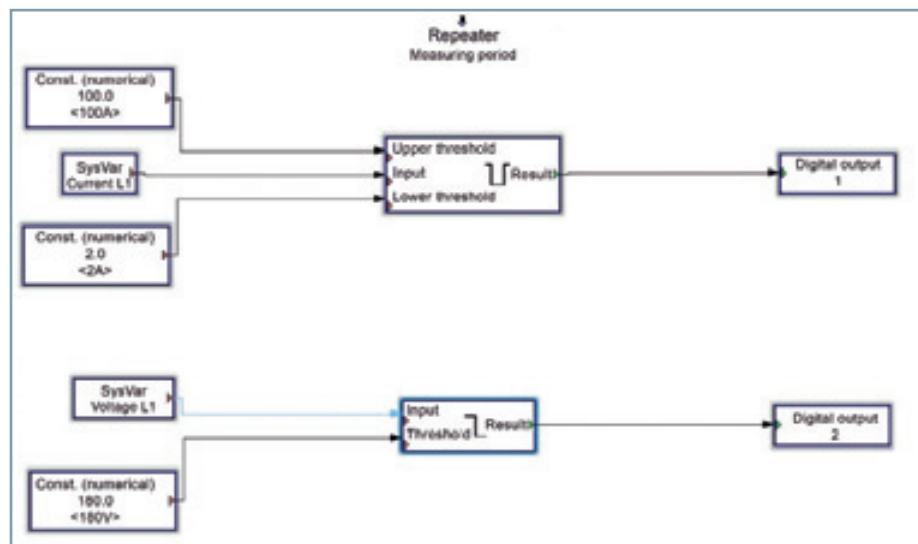 Repeater
Measuring period
Const. (numerical)
100.0
<100A>
SysVar
Current L1
Const. (numerical)
2.0
<2A>
Upper threshold
Input
Result
Lower threshold
Digital output
1
SysVar
Voltage L1
Const. (numerical)
180.0
<180V>
Input
Threshold
Result
Digital output
2